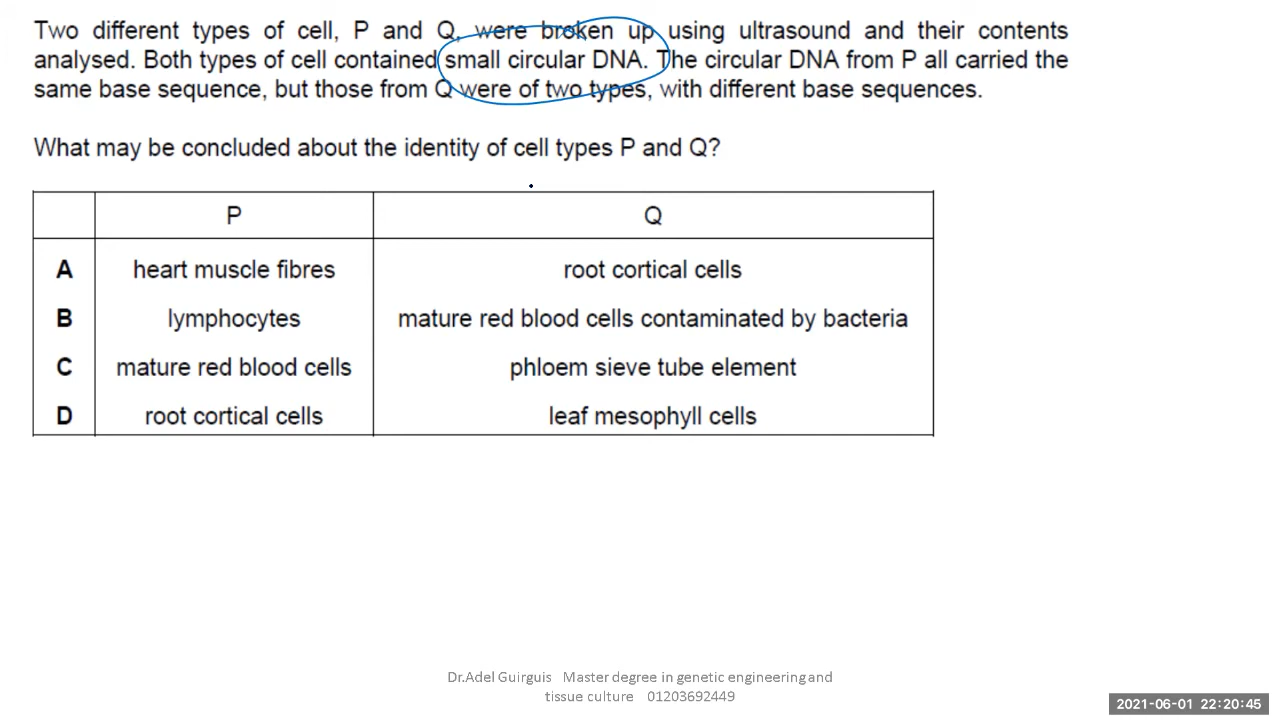 Two different types of cell, P and Q, were broken up using ultrasound and their contents
analysed. Both types of cell contained small circular DNA. The circular DNA from P all carried the
same base sequence, but those from Q were of two types, with different base sequences.
What may be concluded about the identity of cell types P and Q?
P Q
A heart muscle fibres root cortical cells
B lymphocytes mature red blood cells contaminated by bacteria
C mature red blood cells phloem sieve tube element
D root cortical cells leaf mesophyll cells
Dr.Adel Guirguis Master degree in genetic engineering and
tissue culture 01203692449
2021-06-01 22:20:45